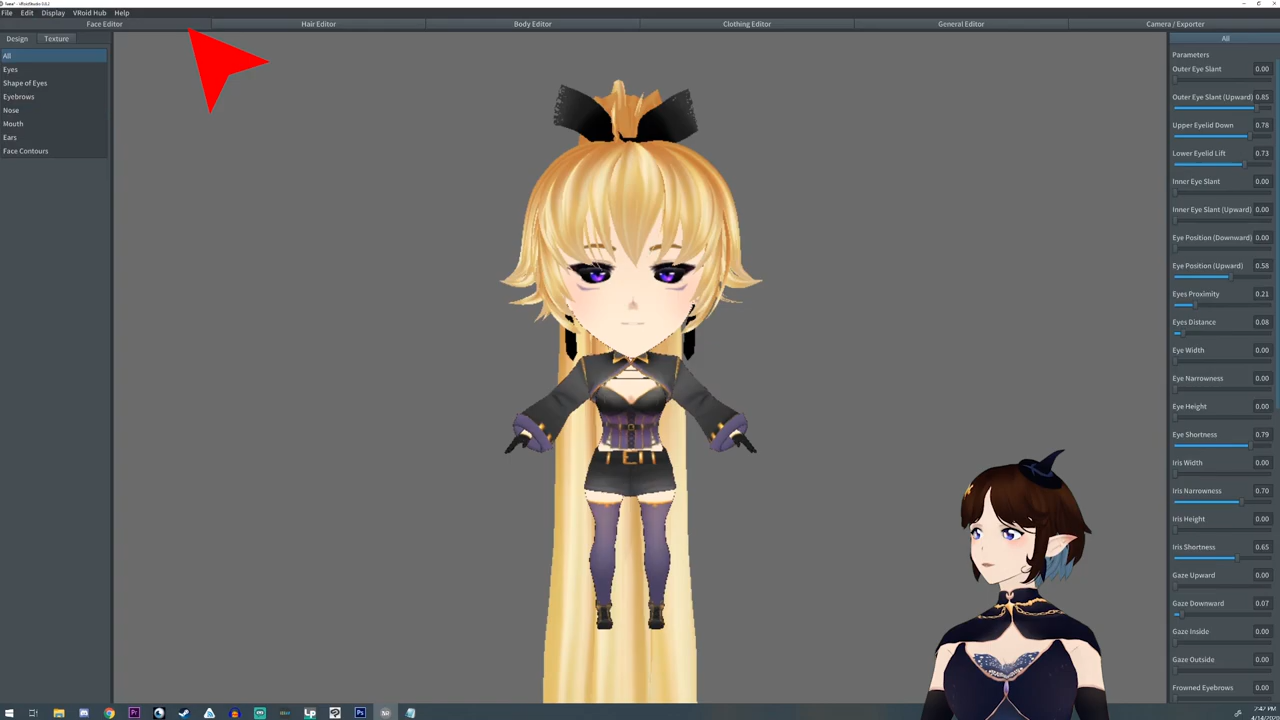 File Edit Display VRoid Hub Help
Face Editor Hair Editor Body Editor Clothing Editor General Editor Camera / Exporter
Design Texture
All
Eyes
Shape of Eyes
Eyebrows
Nose
Mouth
Ears
Face Contours
All
Parameters
Outer Eye Slant 0.00
Outer Eye Slant (Upward) 0.85
Upper Eyelid Down 0.78
Lower Eyelid Lift 0.73
Inner Eye Slant 0.00
Inner Eye Slant (Upward) 0.00
Eye Position (Downward) 0.00
Eye Position (Upward) 0.58
Eyes Proximity 0.21
Eyes Distance 0.08
Eye Width 0.00
Eye Narrowness 0.00
Eye Height 0.00
Eye Shortness 0.79
Iris Width 0.00
Iris Narrowness 0.70
Iris Height 0.00
Iris Shortness 0.65
Gaze Upward 0.00
Gaze Downward 0.07
Gaze Inside 0.00
Gaze Outside 0.00
Frowned Eyebrows 0.00
Pr
Ps
2:47 PM